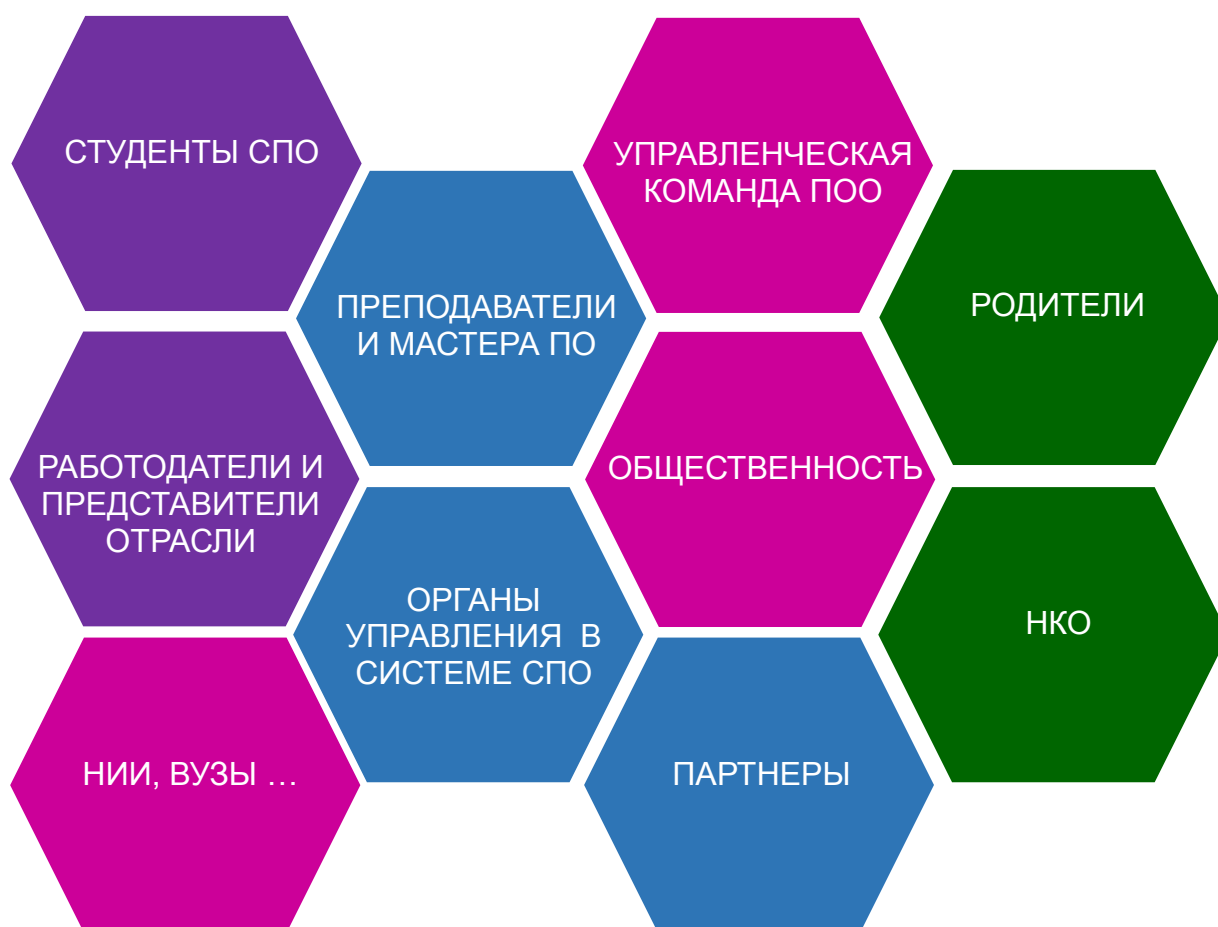 СТУДЕНТЫ СПО
УПРАВЛЕНЧЕСКАЯ
КОМАНДА ПОО
ПРЕПОДАВАТЕЛИ
И МАСТЕРА ПО
РОДИТЕЛИ
РАБОТОДАТЕЛИ И
ПРЕДСТАВИТЕЛИ
ОТРАСЛИ
ОБЩЕСТВЕННОСТЬ
ОРГАНЫ
УПРАВЛЕНИЯ  В
СИСТЕМЕ СПО
НКО
НИИ, ВУЗЫ …
ПАРТНЕРЫ